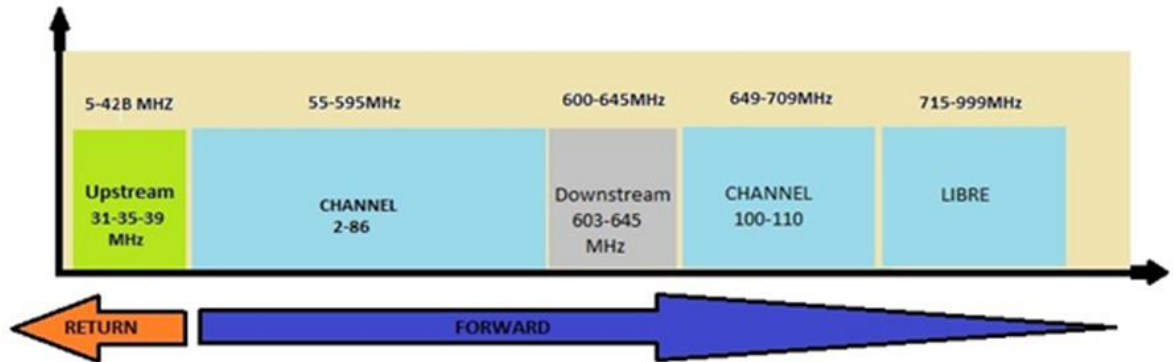 5-42B MHZ
55-595MHz
600-645MHz
649-709MHz
715-999MHz
Upstream
31-35-39
MHz
CHANNEL
2-86
Downstream
603-645
MHz
CHANNEL
100-110
LIBRE
RETURN
FORWARD